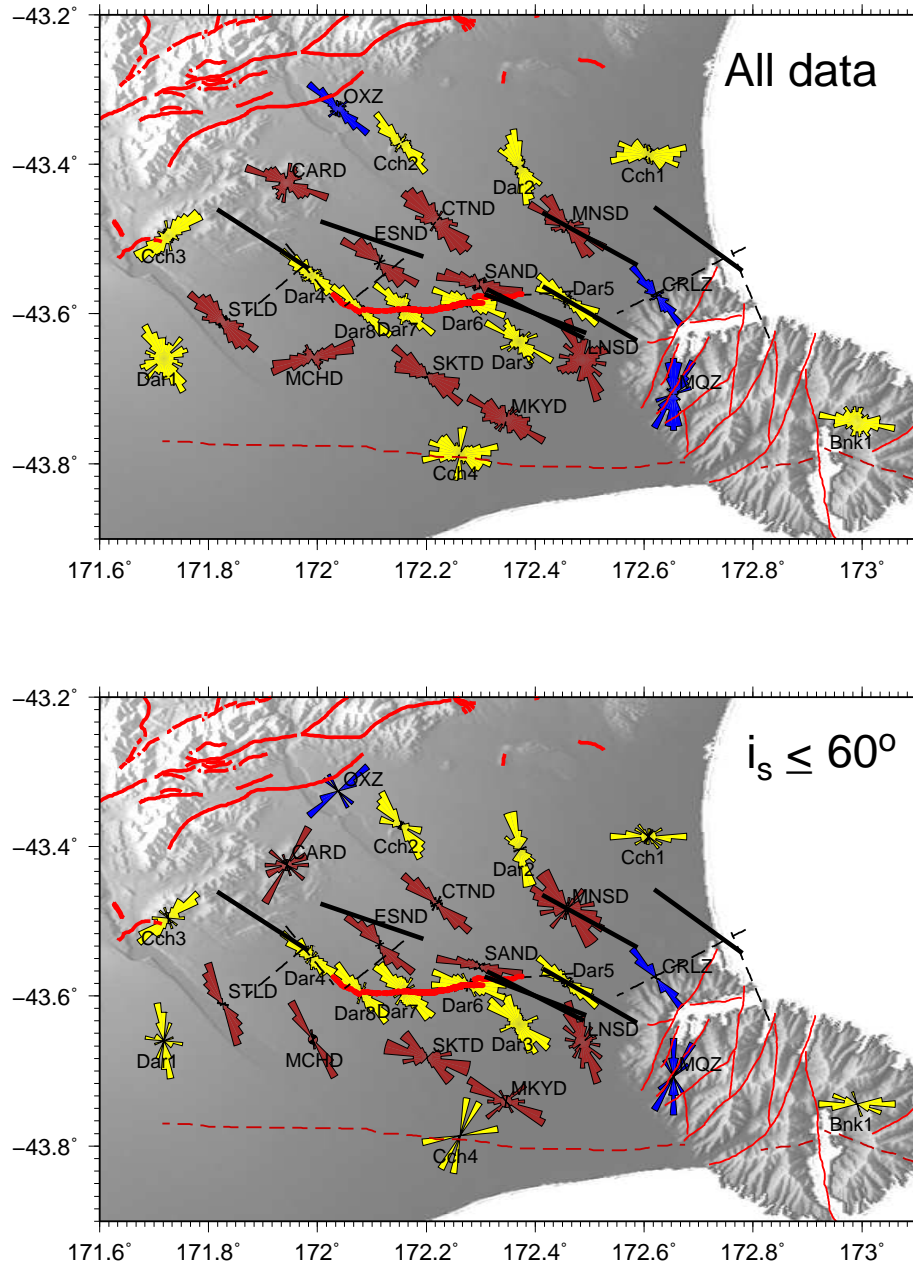 −43.2˚
All data
OXZ
Cch2
Cch1
−43.4˚
CARD
Dar2
CTND
MNSD
ESND
Cch3
SAND
CRLZ
Dar4
Dar5
−43.6˚
STLD
Dar8
Dar7
Dar6
LNSD
Dar3
Dar1
MCHD
SKTD
MQZ
MKYD
Bnk1
−43.8˚
Cch4
171.6˚ 171.8˚ 172˚ 172.2˚ 172.4˚ 172.6˚ 172.8˚ 173˚
−43.2˚
i_s ≤ 60°
OXZ
−43.4˚
Cch2
Cch1
CARD
Dar2
CTND
MNSD
ESND
Cch3
SAND
CRLZ
Dar4
Dar5
−43.6˚
STLD
Dar8
Dar7
Dar6
LNSD
Dar3
Dar1
MCHD
SKTD
MQZ
MKYD
Bnk1
−43.8˚
Cch4
171.6˚ 171.8˚ 172˚ 172.2˚ 172.4˚ 172.6˚ 172.8˚ 173˚